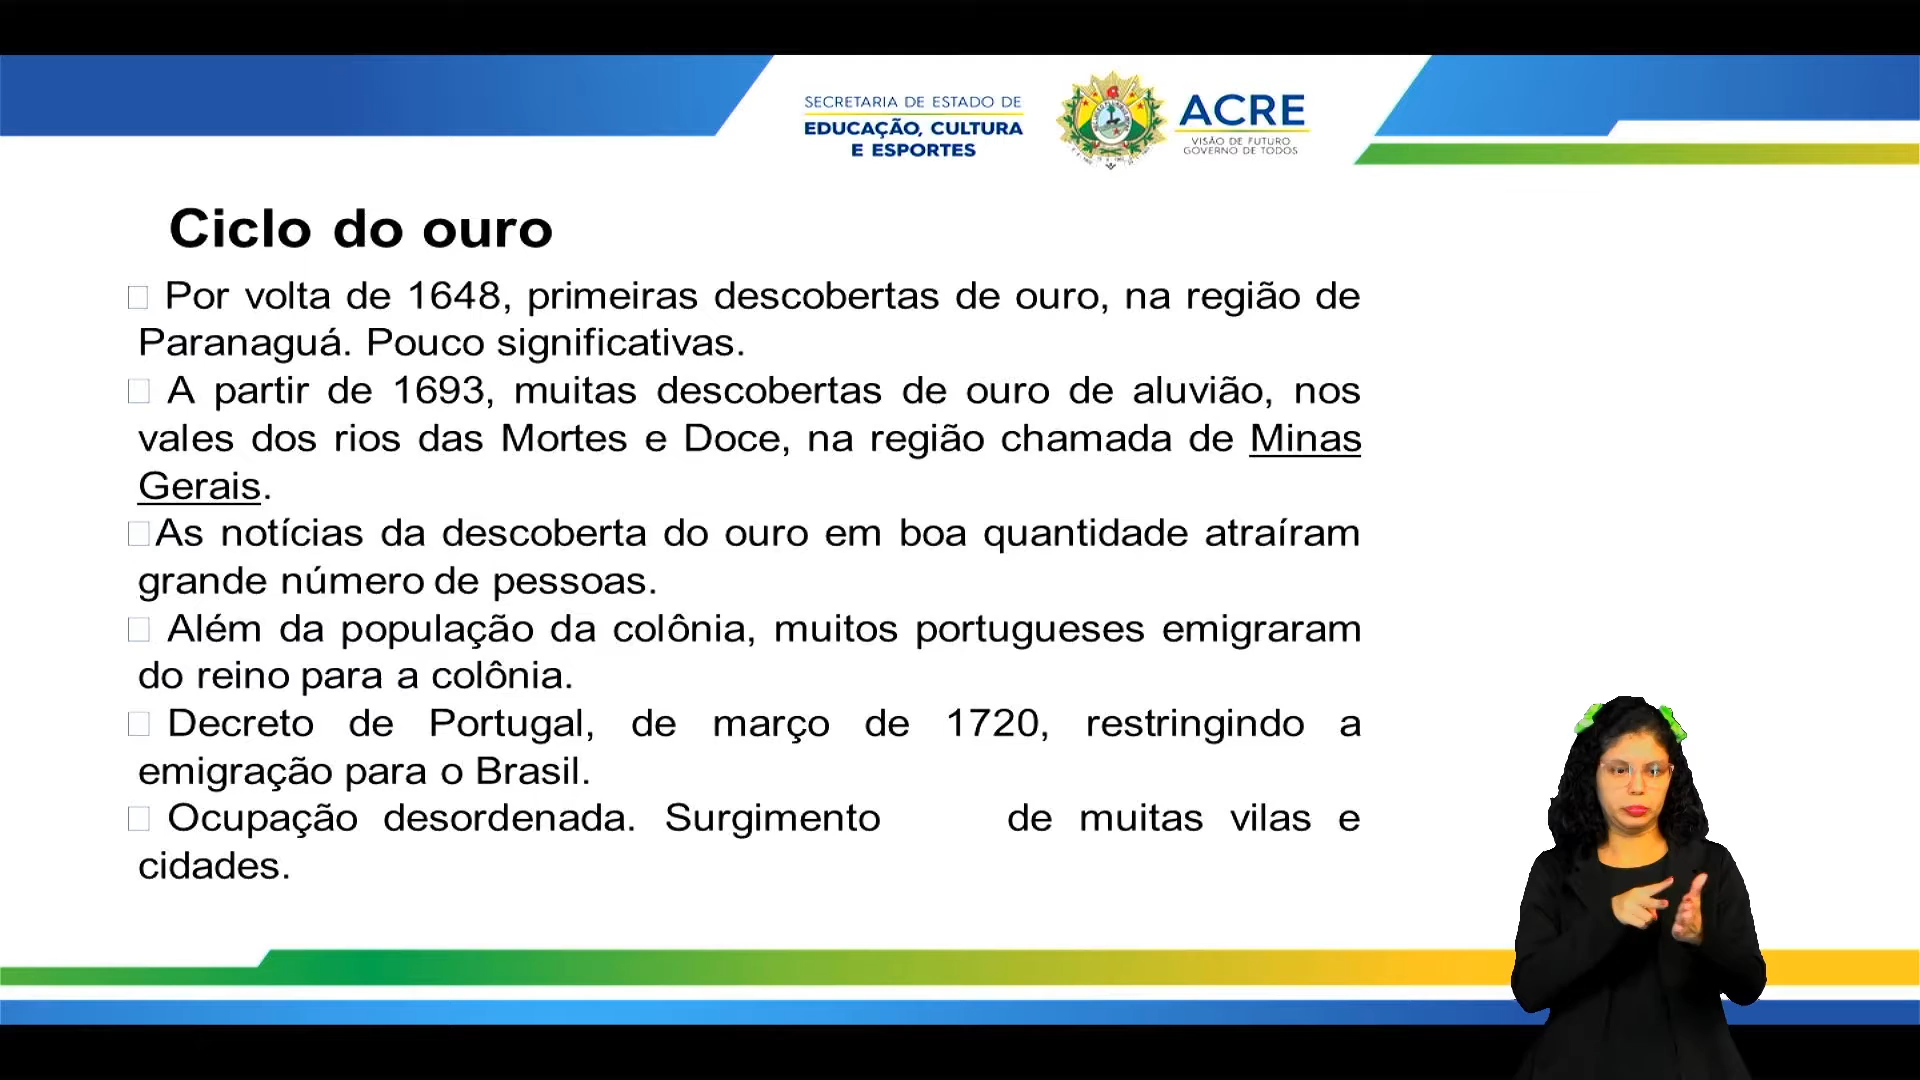 SECRETARIA DE ESTADO DE
EDUCAÇÃO, CULTURA
E ESPORTES
ACRE
VISÃO DE FUTURO
GOVERNO DE TODOS
Ciclo do ouro
Por volta de 1648, primeiras descobertas de ouro, na região de
Paranaguá. Pouco significativas.
A partir de 1693, muitas descobertas de ouro de aluvião, nos
vales dos rios das Mortes e Doce, na região chamada de Minas
Gerais.
As notícias da descoberta do ouro em boa quantidade atraíram
grande número de pessoas.
Além da população da colônia, muitos portugueses emigraram
do reino para a colônia.
Decreto de Portugal, de março de 1720, restringindo a
emigração para o Brasil.
Ocupação desordenada. Surgimento de muitas vilas e
cidades.